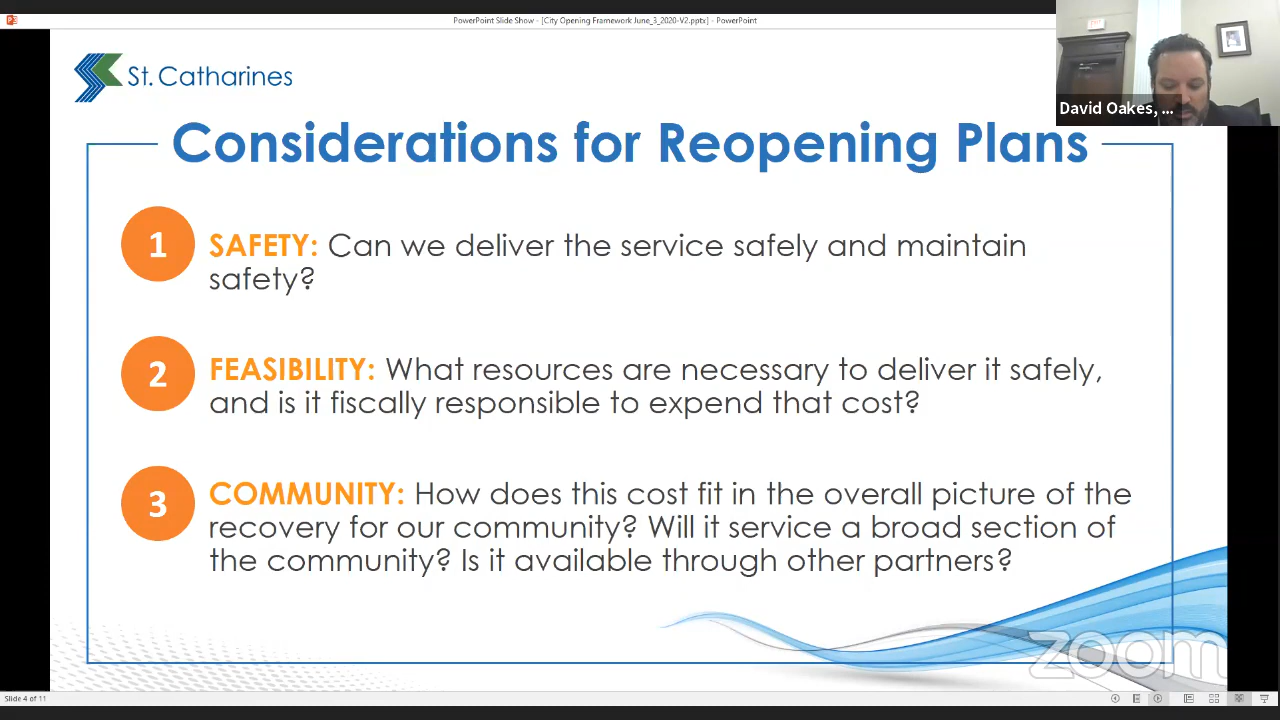 PowerPoint Slide Show - [City Opening Framework June_3_2020-V2.pptx] - PowerPoint
St. Catharines
David Oakes, ...
Considerations for Reopening Plans
1
SAFETY: Can we deliver the service safely and maintain
safety?
2
FEASIBILITY: What resources are necessary to deliver it safely,
and is it fiscally responsible to expend that cost?
3
COMMUNITY: How does this cost fit in the overall picture of the
recovery for our community? Will it service a broad section of
the community? Is it available through other partners?
zoom
Slide 4 of 11